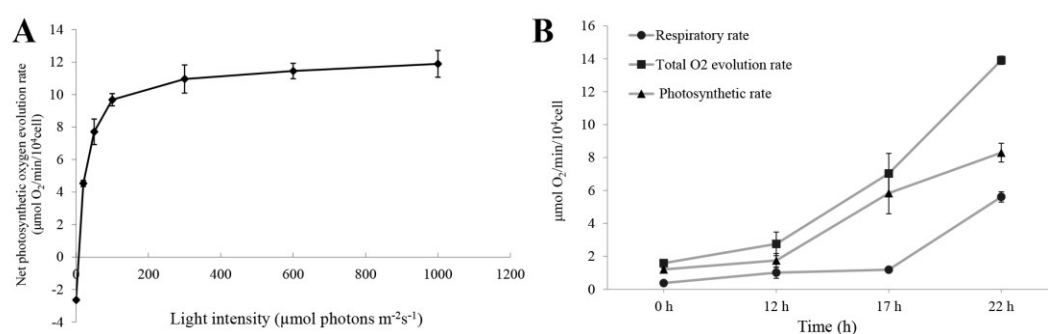 A
Net photosynthetic oxygen evolution rate
(μmol O₂/min/10⁴cell)
14
12
10
8
6
4
2
0
-2
-4
0
200
400
600
800
1000
1200
Light intensity (μmol photons m⁻²s⁻¹)
B
Respiratory rate
Total O2 evolution rate
Photosynthetic rate
μmol O₂/min/10⁴cell
16
14
12
10
8
6
4
2
0
0 h
12 h
17 h
22 h
Time (h)